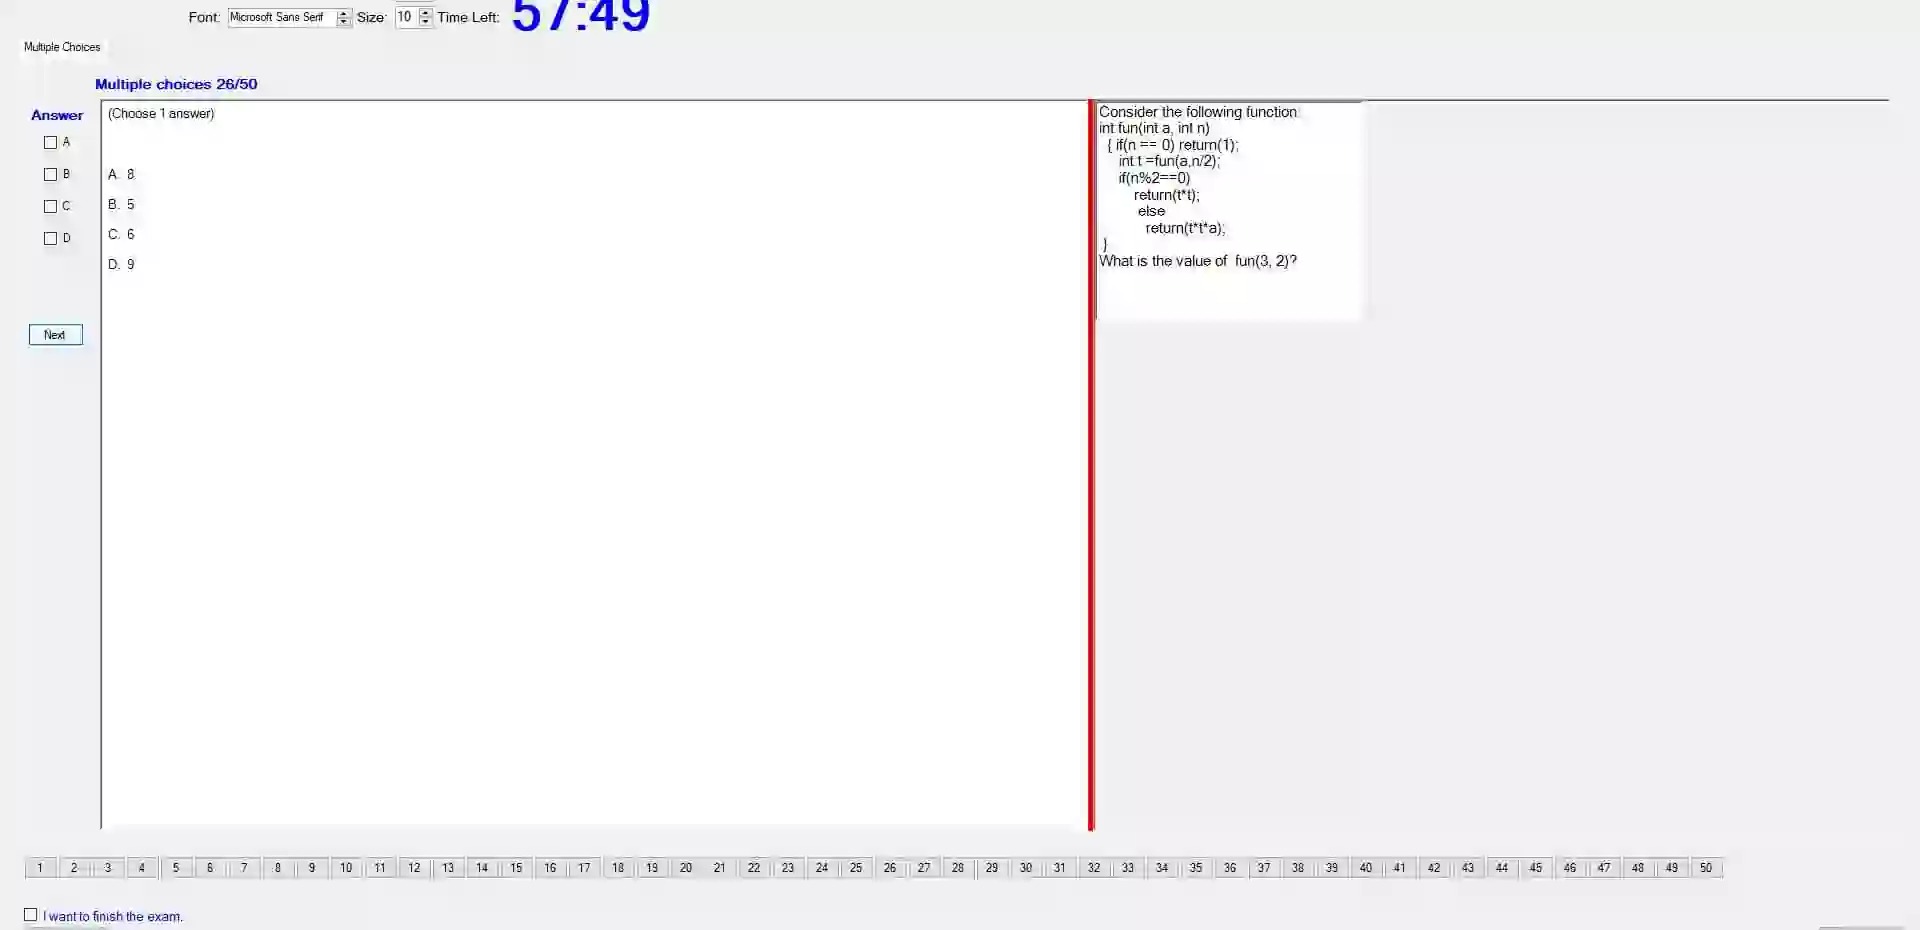 Font: Microsoft Sans Serif Size: 10 Time Left: 57:49
Multiple Choices
Multiple choices 26/50
Answer
A
B
C
D
Next
(Choose 1 answer)
A. 8
B. 5
C. 6
D. 9
Consider the following function:
int fun(int a, int n)
{ if(n == 0) return(1);
int t =fun(a,n/2);
if(n%2==0)
return(t*t);
else
return(t*t*a);
}
What is the value of fun(3, 2)?
1 2 3 4 5 6 7 8 9 10 11 12 13 14 15 16 17 18 19 20 21 22 23 24 25 26 27 28 29 30 31 32 33 34 35 36 37 38 39 40 41 42 43 44 45 46 47 48 49 50
I want to finish the exam.